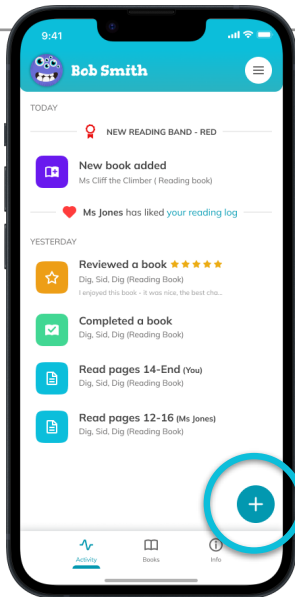 9:41
Bob Smith
TODAY
NEW READING BAND - RED
New book added
Ms Cliff the Climber ( Reading book)
Ms Jones has liked your reading log
YESTERDAY
Reviewed a book
Dig, Sid, Dig (Reading Book)
I enjoyed this book - it was nice, the best cha...
Completed a book
Dig, Sid, Dig (Reading Book)
Read pages 14-End (You)
Dig, Sid, Dig (Reading Book)
Read pages 12-16 (Ms Jones)
Dig, Sid, Dig (Reading Book)
Activity Books Info